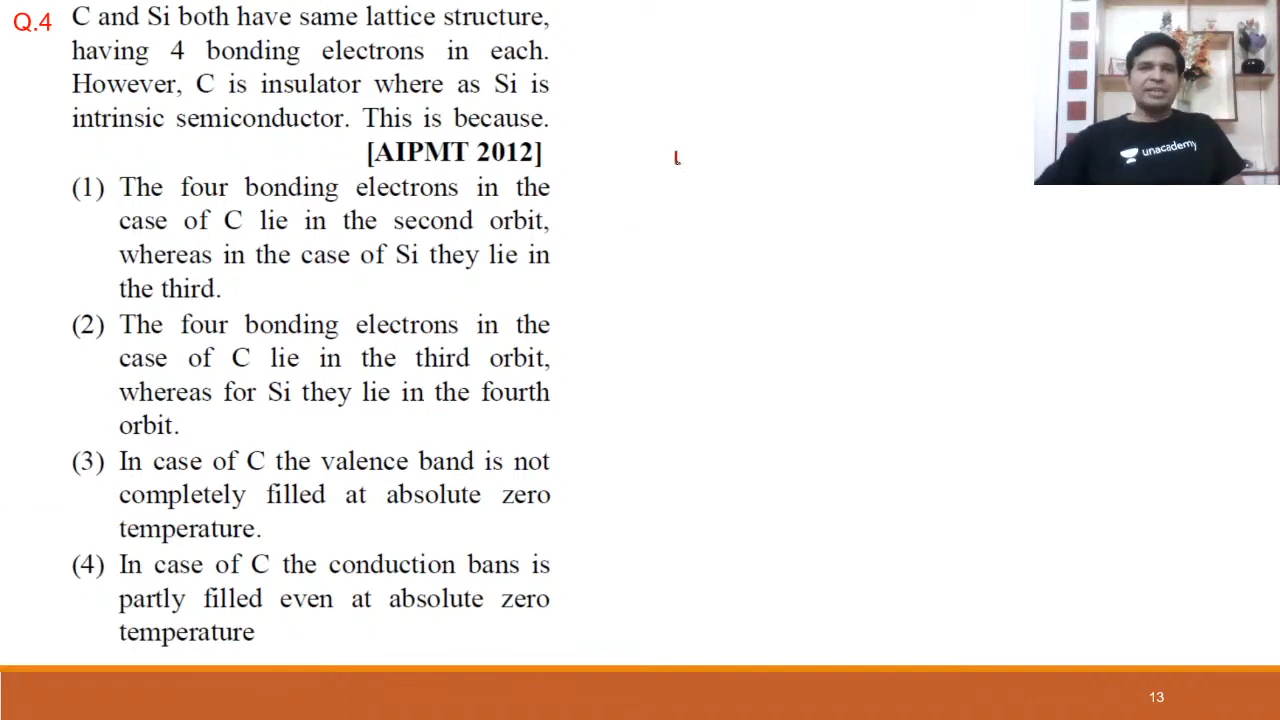 Q.4
C and Si both have same lattice structure,
having 4 bonding electrons in each.
However, C is insulator where as Si is
intrinsic semiconductor. This is because.
[AIPMT 2012]
(1) The four bonding electrons in the
case of C lie in the second orbit,
whereas in the case of Si they lie in
the third.
(2) The four bonding electrons in the
case of C lie in the third orbit,
whereas for Si they lie in the fourth
orbit.
(3) In case of C the valence band is not
completely filled at absolute zero
temperature.
(4) In case of C the conduction bans is
partly filled even at absolute zero
temperature
unacademy
13